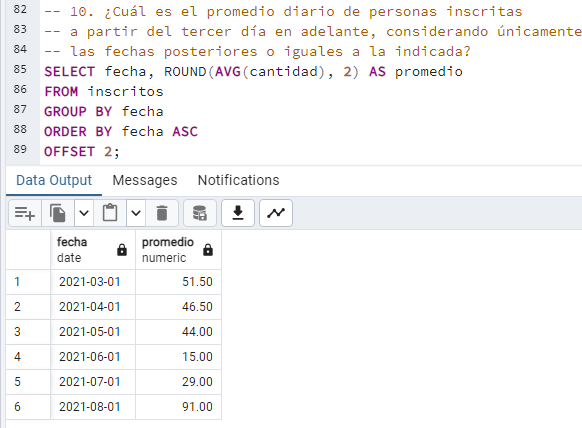 82 -- 10. ¿Cuál es el promedio diario de personas inscritas
83 -- a partir del tercer día en adelante, considerando únicamente
84 -- las fechas posteriores o iguales a la indicada?
85 SELECT fecha, ROUND(AVG(cantidad), 2) AS promedio
86 FROM inscritos
87 GROUP BY fecha
88 ORDER BY fecha ASC
89 OFFSET 2;
Data Output Messages Notifications
fecha promedio
date numeric
1 2021-03-01 51.50
2 2021-04-01 46.50
3 2021-05-01 44.00
4 2021-06-01 15.00
5 2021-07-01 29.00
6 2021-08-01 91.00